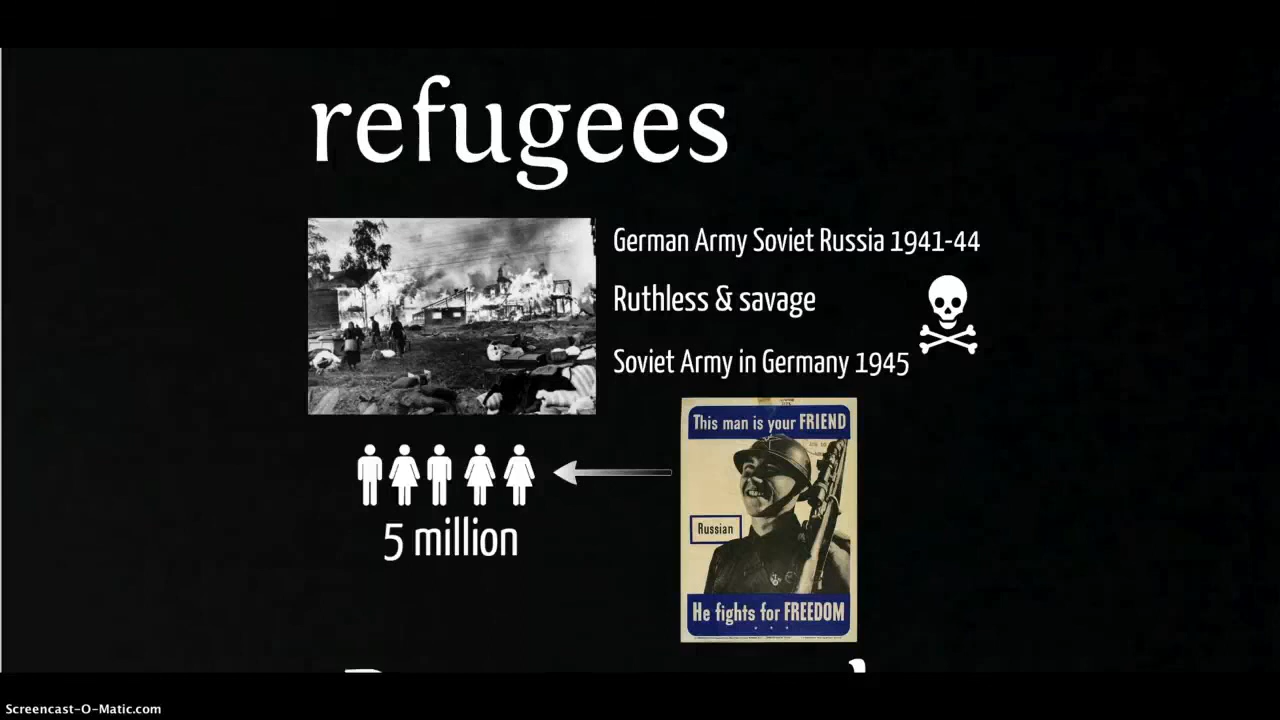 refugees
German Army Soviet Russia 1941-44
Ruthless & savage
Soviet Army in Germany 1945
This man is your FRIEND
Russian
He fights for FREEDOM
5 million
Screencast-O-Matic.com